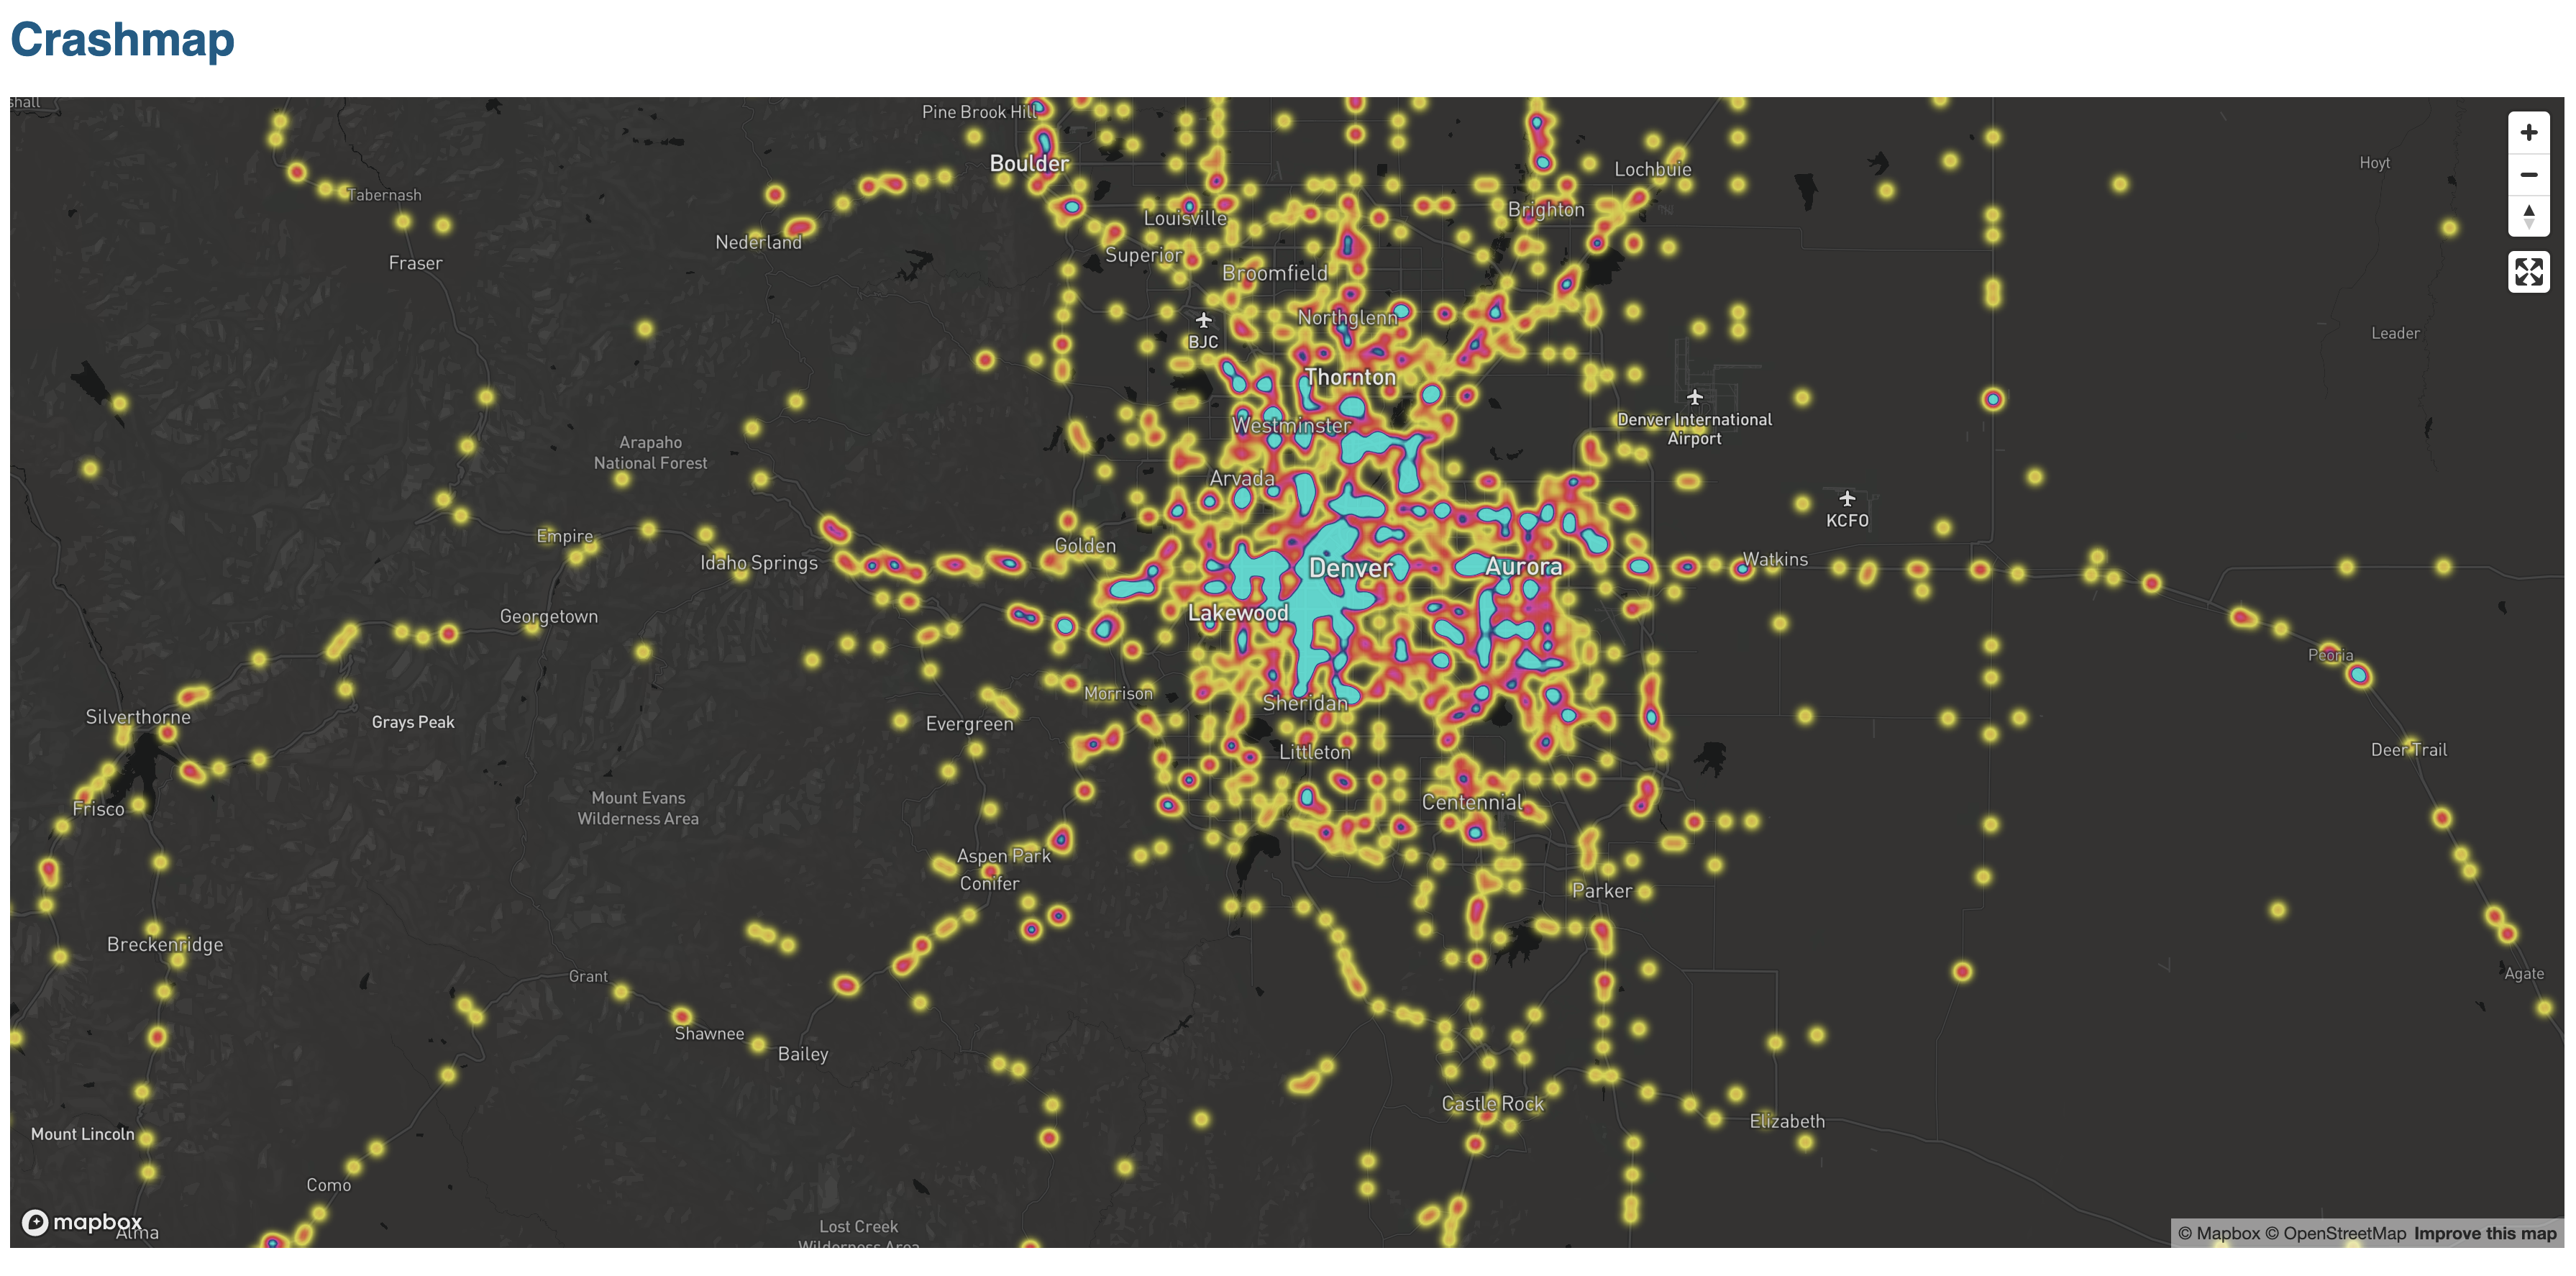 Crashmap
shall
Pine Brook Hill
Boulder
Lochbuie
Hoyt
Tabernash
Louisville
Brighton
Nederland
Superior
Fraser
Broomfield
Northglenn
BJC
Leader
Thornton
Denver International
Airport
Westminster
Arapaho
National Forest
Arvada
KCFO
Empire
Golden
Idaho Springs
Watkins
Denver
Aurora
Georgetown
Lakewood
Peoria
Morrison
Sheridan
Silverthorne
Grays Peak
Evergreen
Littleton
Deer Trail
Mount Evans
Wilderness Area
Frisco
Centennial
Aspen Park
Conifer
Parker
Breckenridge
Grant
Agate
Shawnee
Bailey
Castle Rock
Elizabeth
Mount Lincoln
Como
mapbox
Alma
Lost Creek
Wilderness Area
© Mapbox © OpenStreetMap Improve this map